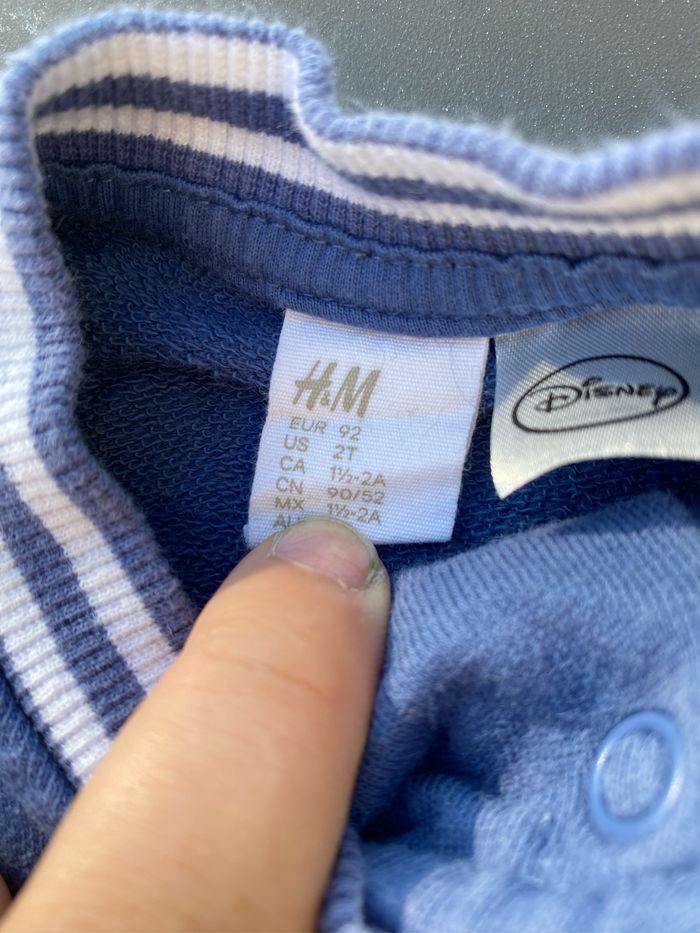 H&M
EUR 92
US 2T
CA 1½-2A
CN 90/52
MX 1½-2A
Disney